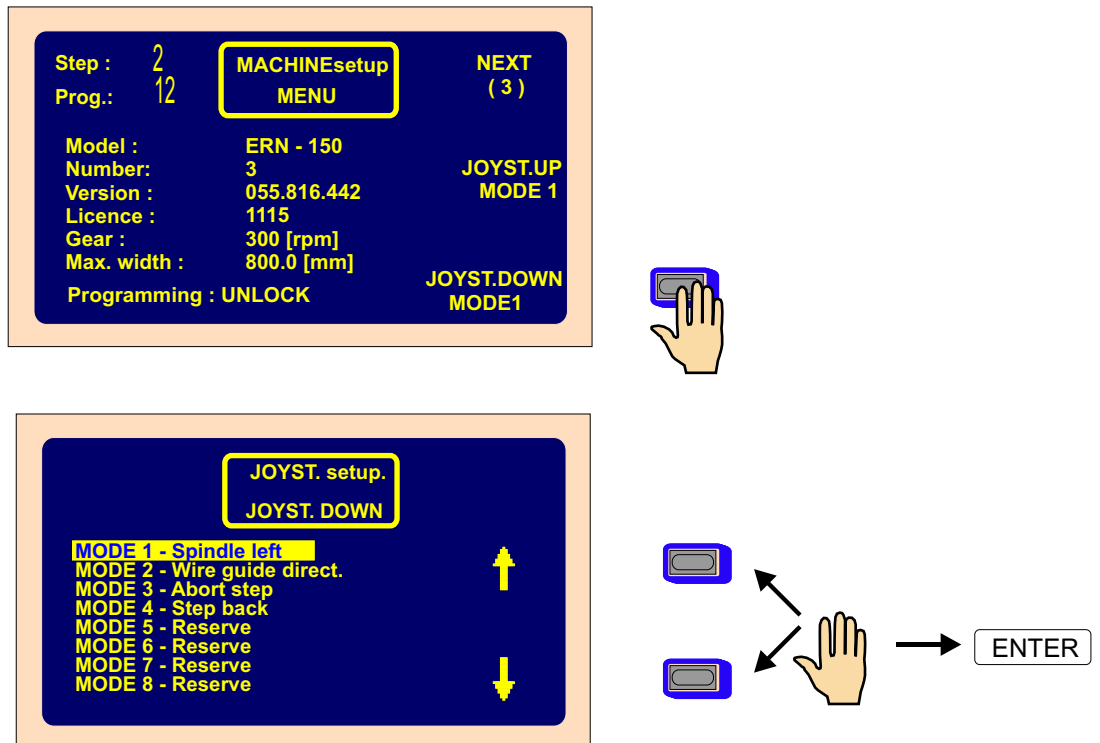 Step : 2
MACHINEsetup
NEXT
Prog.: 12
MENU
( 3 )
Model : ERN - 150
Number: 3
JOYST.UP
Version : 055.816.442
MODE 1
Licence : 1115
Gear : 300 [rpm]
Max. width : 800.0 [mm]
JOYST.DOWN
Programming : UNLOCK
MODE1
JOYST. setup.
JOYST. DOWN
MODE 1 - Spindle left
MODE 2 - Wire guide direct.
MODE 3 - Abort step
MODE 4 - Step back
MODE 5 - Reserve
MODE 6 - Reserve
MODE 7 - Reserve
MODE 8 - Reserve
ENTER